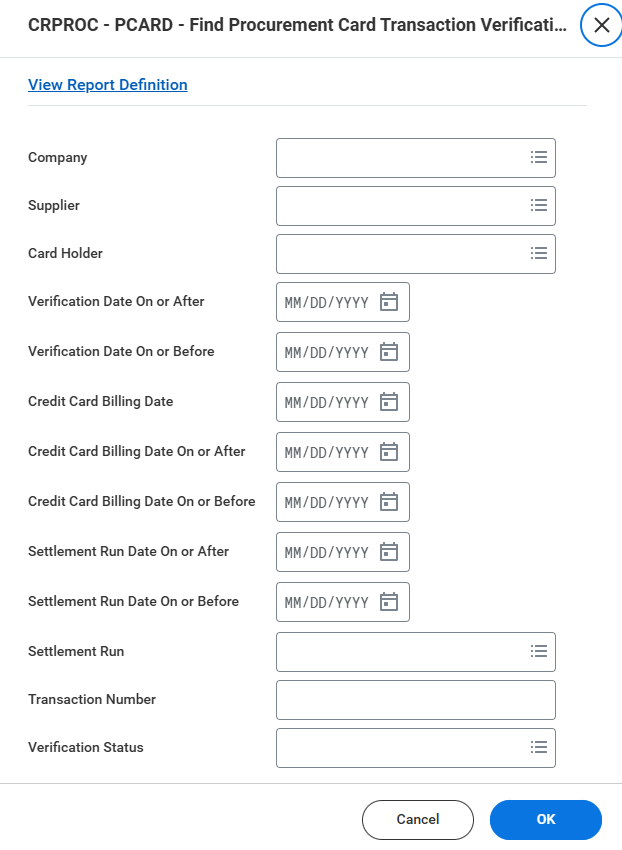 CRPROC - PCARD - Find Procurement Card Transaction Verificati...
View Report Definition
Company
Supplier
Card Holder
Verification Date On or After MM/DD/YYYY
Verification Date On or Before MM/DD/YYYY
Credit Card Billing Date MM/DD/YYYY
Credit Card Billing Date On or After MM/DD/YYYY
Credit Card Billing Date On or Before MM/DD/YYYY
Settlement Run Date On or After MM/DD/YYYY
Settlement Run Date On or Before MM/DD/YYYY
Settlement Run
Transaction Number
Verification Status
Cancel OK